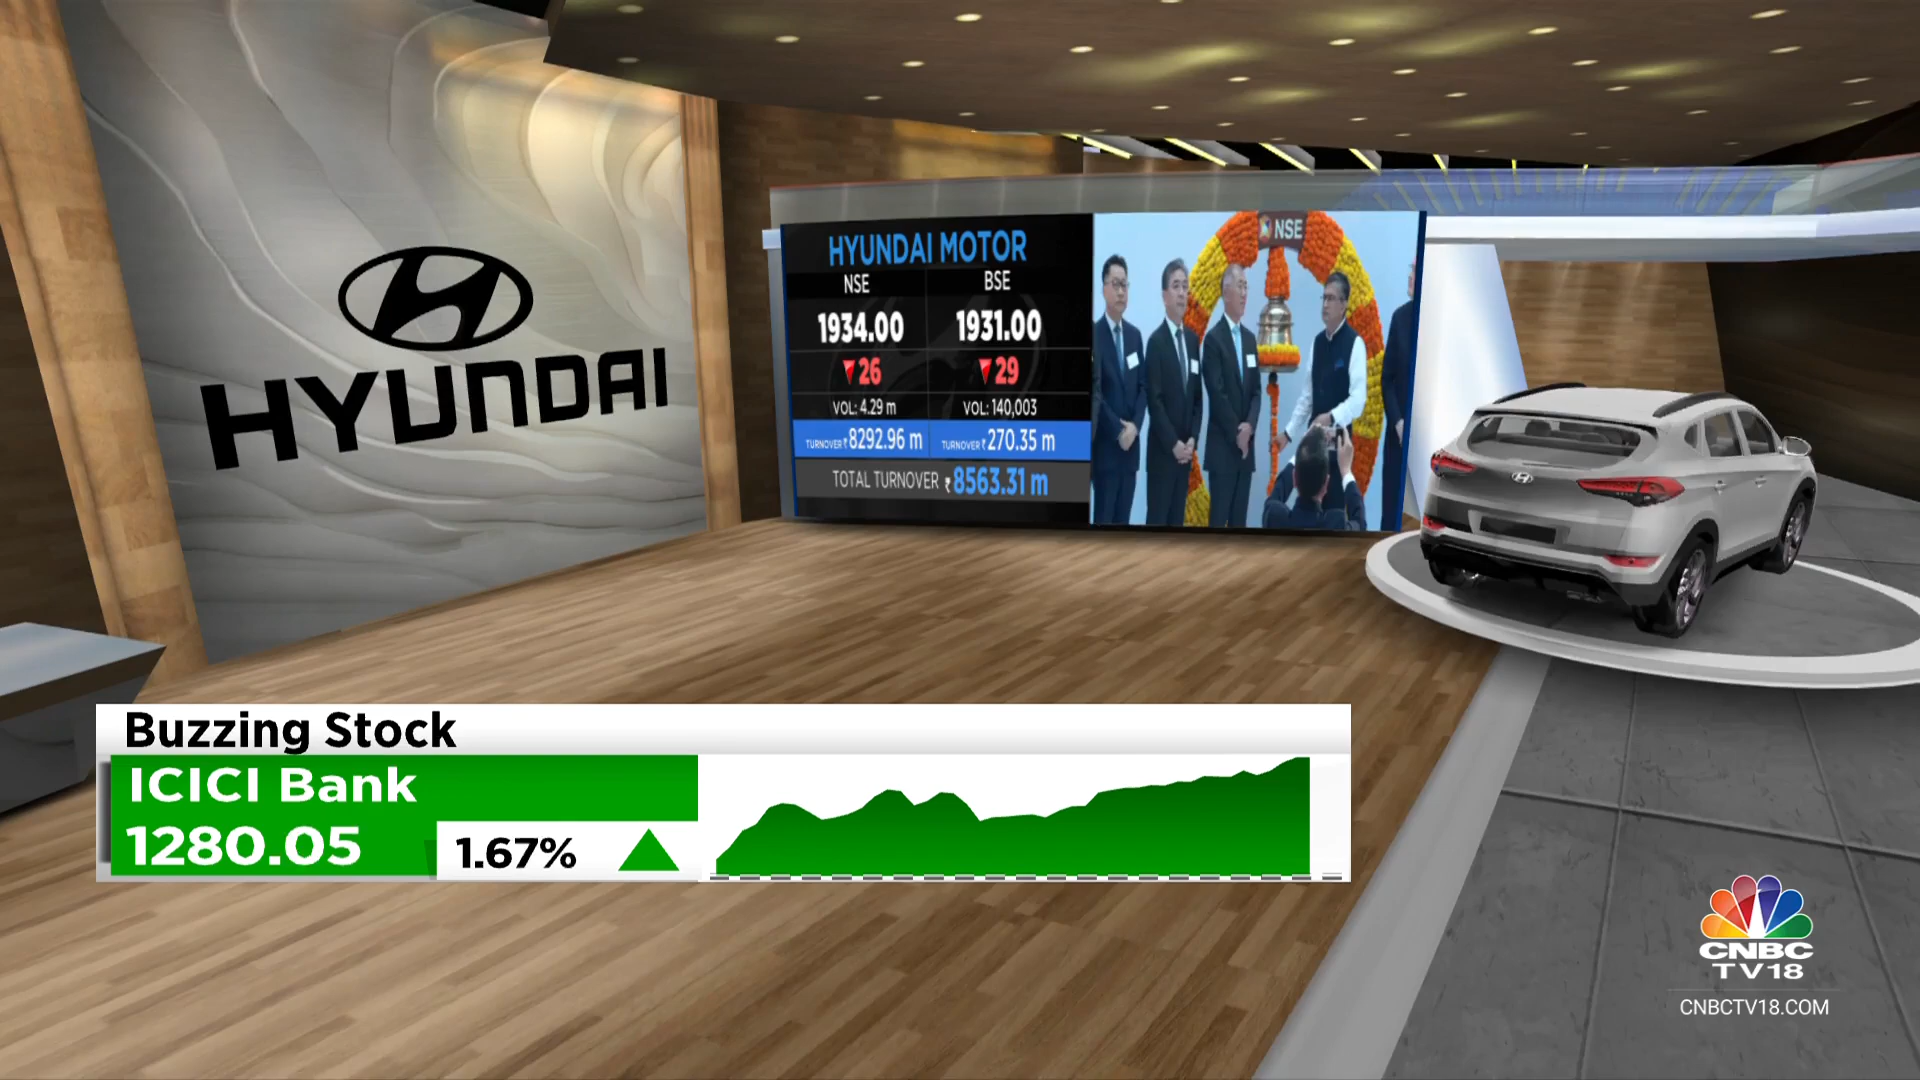 HYUNDAI
HYUNDAI MOTOR
NSE BSE
1934.00 1931.00
▼26 ▼29
VOL: 4.29 m VOL: 140,003
TURNOVER ₹ 8292.96 m TURNOVER ₹ 270.35 m
TOTAL TURNOVER ₹ 8563.31 m
NSE
Buzzing Stock
ICICI Bank
1280.05 1.67%
CNBC
TV18
CNBCTV18.COM